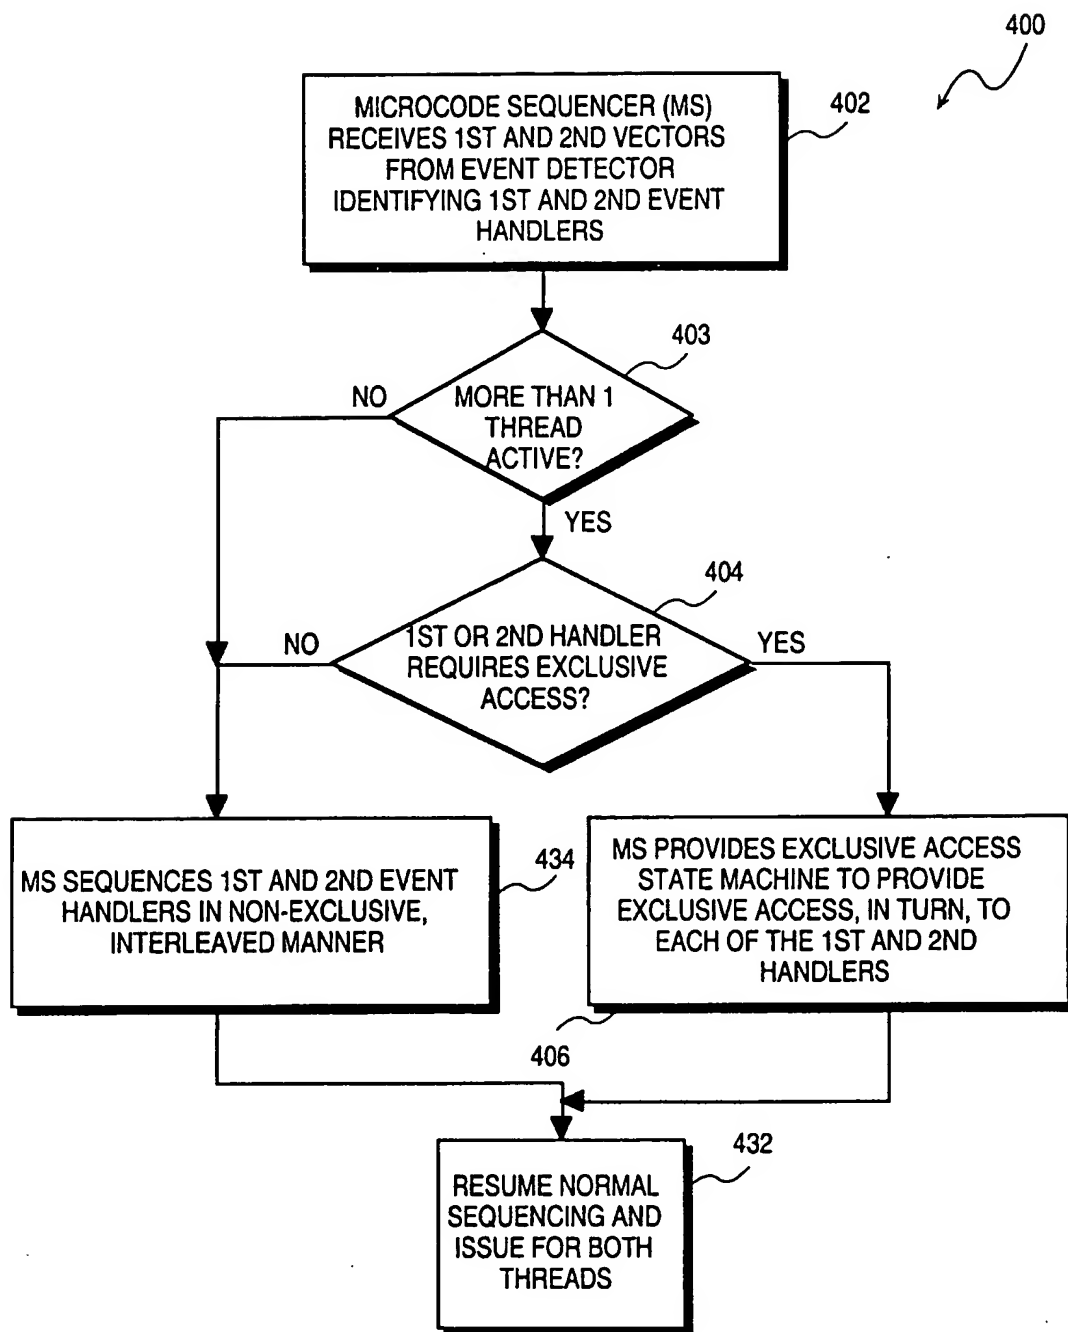 400
MICROCODE SEQUENCER (MS)
RECEIVES 1ST AND 2ND VECTORS
FROM EVENT DETECTOR
IDENTIFYING 1ST AND 2ND EVENT
HANDLERS
402
403
NO
MORE THAN 1
THREAD
ACTIVE?
YES
404
NO
1ST OR 2ND HANDLER
REQUIRES EXCLUSIVE
ACCESS?
YES
MS SEQUENCES 1ST AND 2ND EVENT
HANDLERS IN NON-EXCLUSIVE,
INTERLEAVED MANNER
434
MS PROVIDES EXCLUSIVE ACCESS
STATE MACHINE TO PROVIDE
EXCLUSIVE ACCESS, IN TURN, TO
EACH OF THE 1ST AND 2ND
HANDLERS
406
432
RESUME NORMAL
SEQUENCING AND
ISSUE FOR BOTH
THREADS